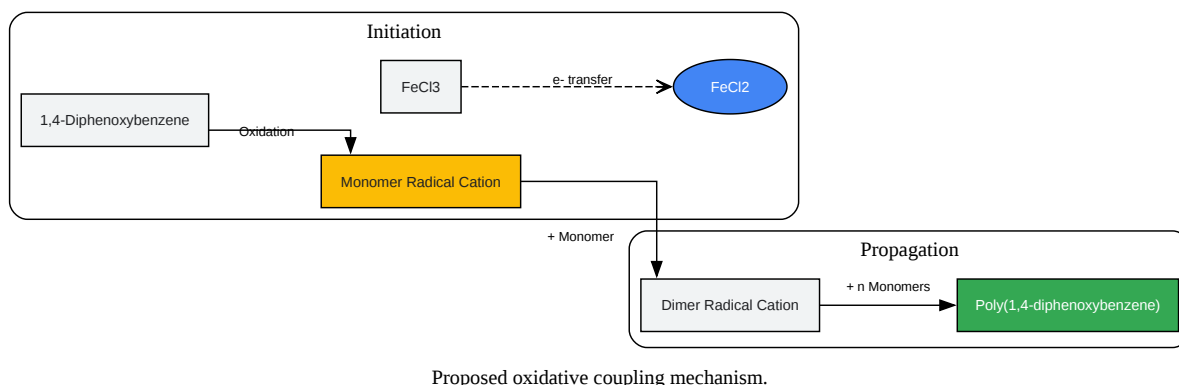 Initiation
FeCl3
e- transfer
FeCl2
1,4-Diphenoxybenzene
Oxidation
Monomer Radical Cation
+ Monomer
Propagation
Dimer Radical Cation
+ n Monomers
Poly(1,4-diphenoxybenzene)
Proposed oxidative coupling mechanism.